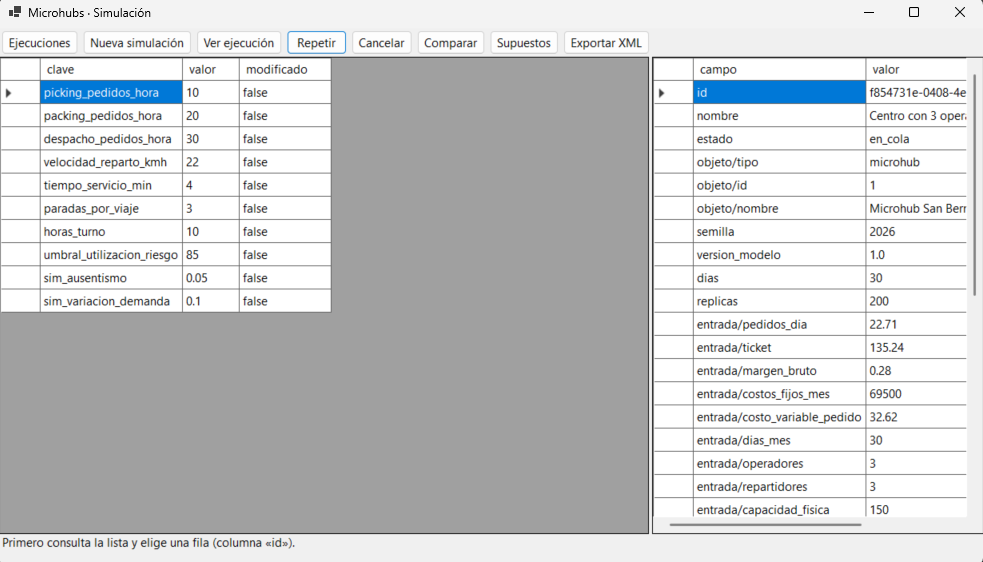 Microhubs · Simulación
Ejecuciones Nueva simulación Ver ejecución Repetir Cancelar Comparar Supuestos Exportar XML
clave valor modificado
picking_pedidos_hora 10 false
packing_pedidos_hora 20 false
despacho_pedidos_hora 30 false
velocidad_reparto_kmh 22 false
tiempo_servicio_min 4 false
paradas_por_viaje 3 false
horas_turno 10 false
umbral_utilizacion_riesgo 85 false
sim_ausentismo 0.05 false
sim_variacion_demanda 0.1 false
campo valor
id f854731e-0408-4e
nombre Centro con 3 opera
estado en_cola
objeto/tipo microhub
objeto/id 1
objeto/nombre Microhub San Bern
semilla 2026
version_modelo 1.0
dias 30
replicas 200
entrada/pedidos_dia 22.71
entrada/ticket 135.24
entrada/margen_bruto 0.28
entrada/costos_fijos_mes 69500
entrada/costo_variable_pedido 32.62
entrada/dias_mes 30
entrada/operadores 3
entrada/repartidores 3
entrada/capacidad_fisica 150
Primero consulta la lista y elige una fila (columna «id»).